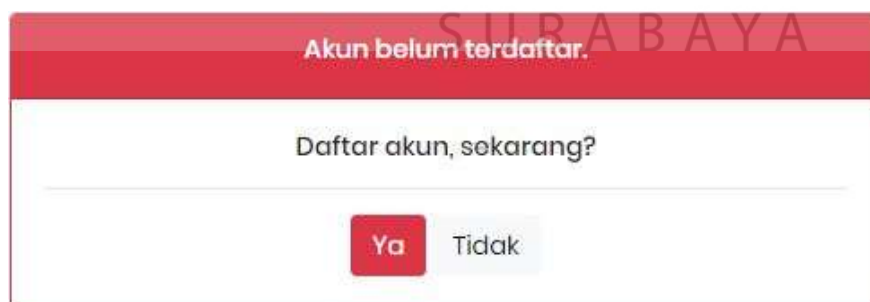 SURABAYA
Akun belum terdaftar.
Daftar akun, sekarang?
Ya Tidak